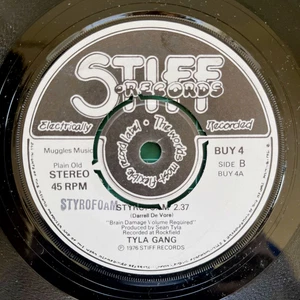 STIFF
RECORDS
Electrically
Recorded
The worlds most flexible record label.
Muggles Music
Plain Old
STEREO
45 RPM
BUY 4
SIDE B
BUY 4A
STYROFOAM
STYROFOAM 2.37
(Darrell De Vore)
"Brain Damage Volume Required"
Produced by Sean Tyla
Recorded at Rockfield
TYLA GANG
℗ 1976 STIFF RECORDS